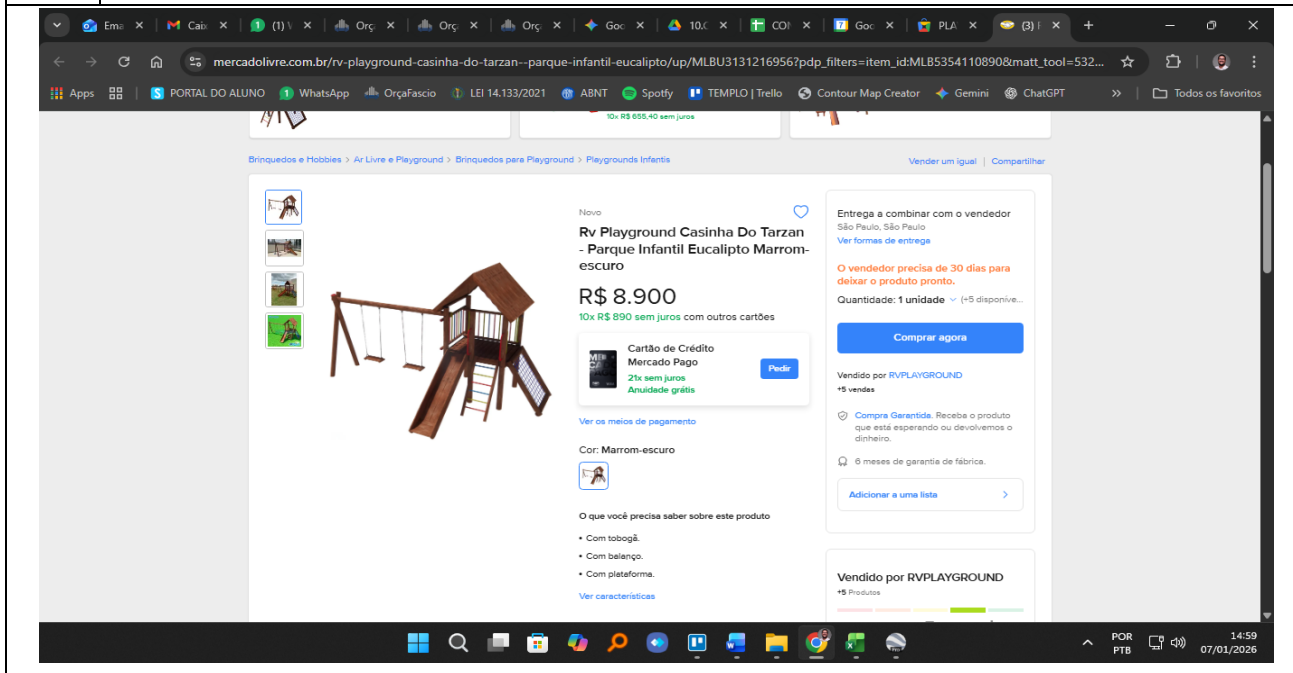 Ema
Caix
(1) V
Orç
Orç
Orç
Goo
10.C
CON
Goo
PLA
(3) I
mercadolivre.com.br/rv-playground-casinha-do-tarzan--parque-infantil-eucalipto/up/MLBU3131216956?pdp_filters=item_id:MLB5354110890&matt_tool=532...
Apps
PORTAL DO ALUNO
WhatsApp
OrçaFascio
LEI 14.133/2021
ABNT
Spotfy
TEMPLO | Trello
Contour Map Creator
Gemini
ChatGPT
»
Todos os favoritos
10x R$ 655,40 sem juros
Brinquedos e Hobbies > Ar Livre e Playground > Brinquedos para Playground > Playgrounds Infantis
Vender um igual | Compartilhar
Novo
Rv Playground Casinha Do Tarzan
- Parque Infantil Eucalipto Marrom-
escuro
R$ 8.900
10x R$ 890 sem juros com outros cartões
Cartão de Crédito
Mercado Pago
21x sem juros
Anuidade grátis
Pedir
Ver os meios de pagamento
Cor: Marrom-escuro
O que você precisa saber sobre este produto
• Com tobogã.
• Com balanço.
• Com plataforma.
Ver características
Entrega a combinar com o vendedor
São Paulo, São Paulo
Ver formas de entrega
O vendedor precisa de 30 dias para
deixar o produto pronto.
Quantidade: 1 unidade (+5 disponíve...
Comprar agora
Vendido por RVPLAYGROUND
+5 vendas
Compra Garantida. Receba o produto
que está esperando ou devolvemos o
dinheiro.
6 meses de garantia de fábrica.
Adicionar a uma lista
Vendido por RVPLAYGROUND
+5 Produtos
POR
PTB
14:59
07/01/2026